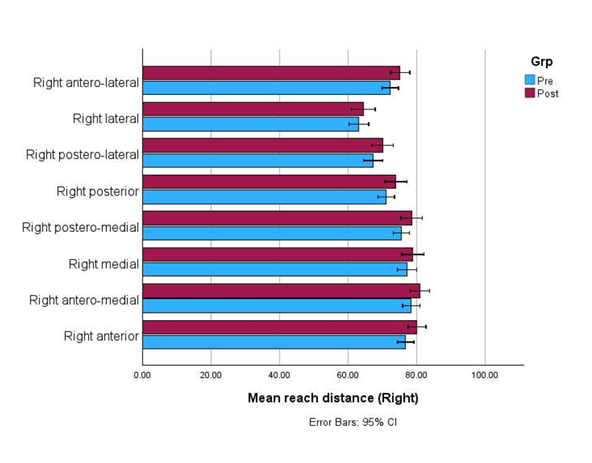 Grp
Pre
Post
Right antero-lateral
Right lateral
Right postero-lateral
Right posterior
Right postero-medial
Right medial
Right antero-medial
Right anterior
0.00 20.00 40.00 60.00 80.00 100.00
Mean reach distance (Right)
Error Bars: 95% CI